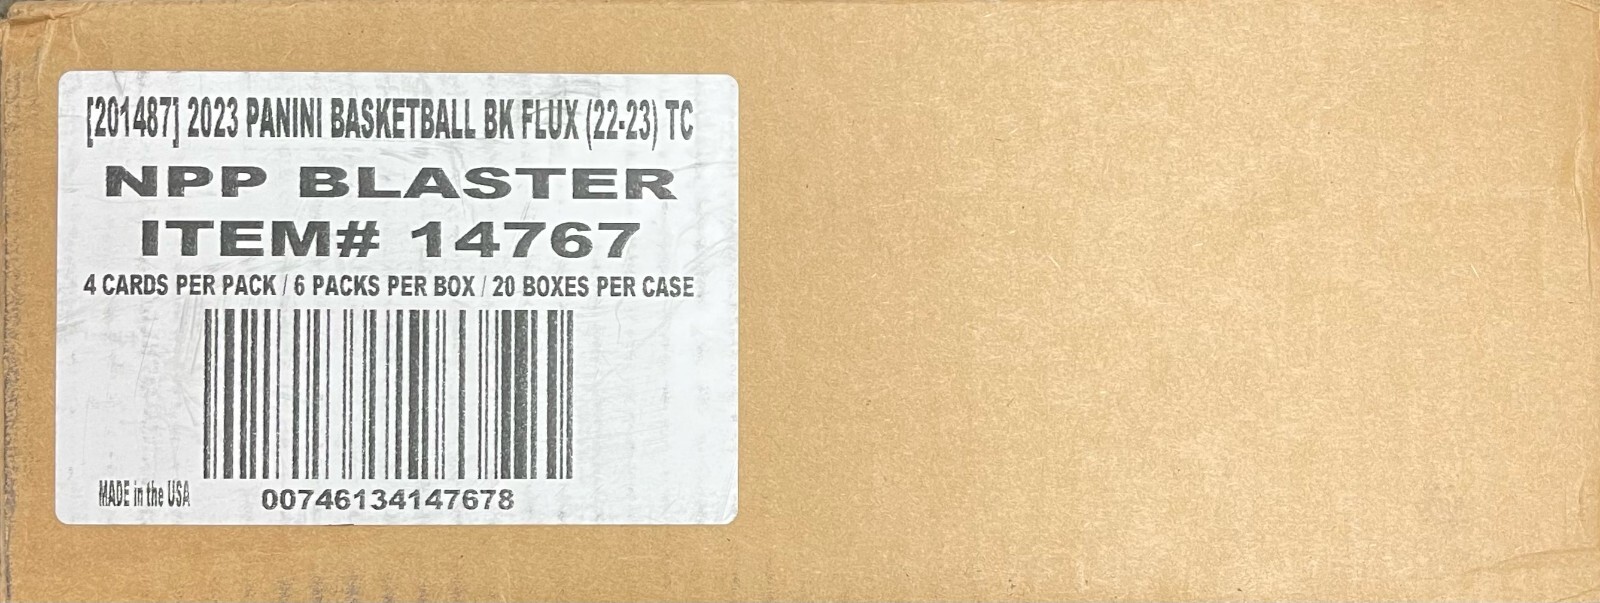 [201487] 2023 PANINI BASKETBALL BK FLUX (22-23) TC
NPP BLASTER
ITEM# 14767
4 CARDS PER PACK / 6 PACKS PER BOX / 20 BOXES PER CASE
MADE in the USA
00746134147678